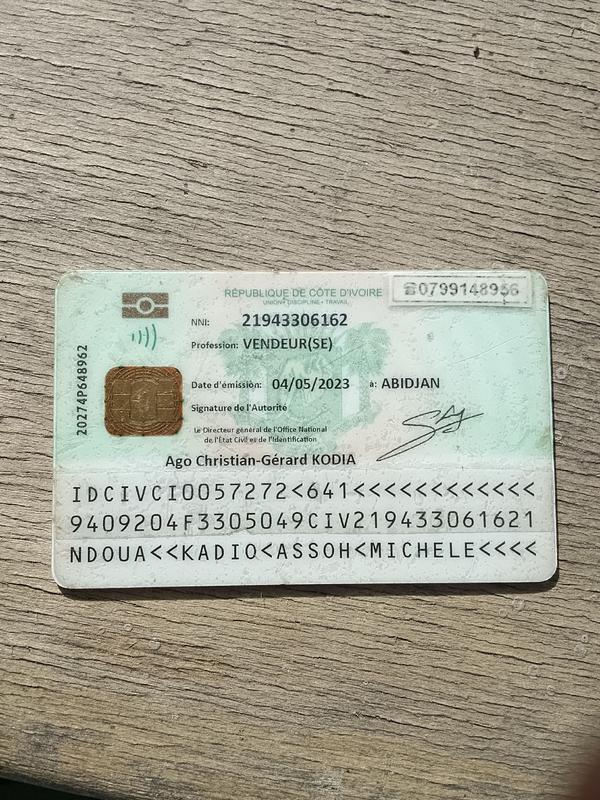 RÉPUBLIQUE DE CÔTE D'IVOIRE
UNION • DISCIPLINE • TRAVAIL
☎0799148956
NNI: 21943306162
Profession: VENDEUR(SE)
Date d'émission: 04/05/2023 à: ABIDJAN
Signature de l'Autorité
Le Directeur général de l'Office National
de l'État Civil et de l'Identification
Ago Christian-Gérard KODIA
20274P648962
IDCIVCI0057272<641<<<<<<<<<<<<
9409204F3305049CIV219433061621
NDOUA<<KADIO<ASSOH<MICHELE<<<<